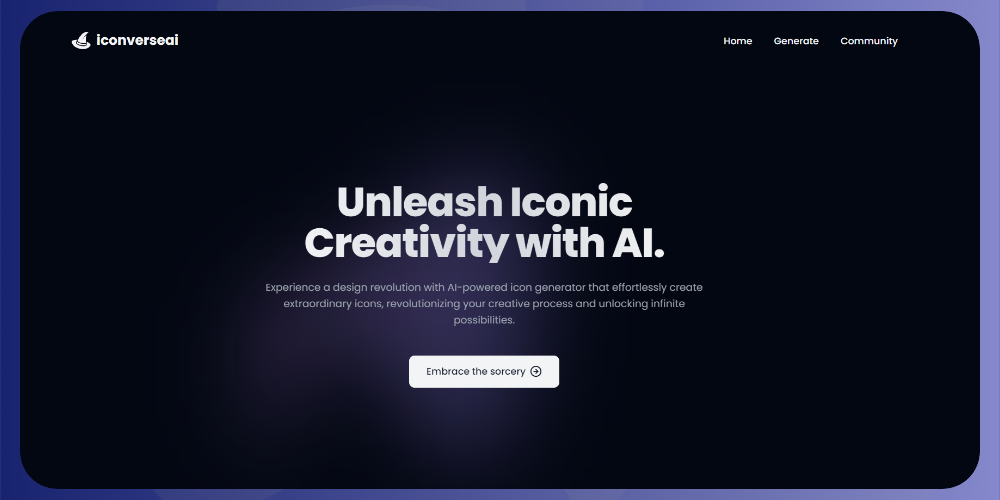 iconverseai
Home Generate Community
Unleash Iconic
Creativity with AI.
Experience a design revolution with AI-powered icon generator that effortlessly create
extraordinary icons, revolutionizing your creative process and unlocking infinite
possibilities.
Embrace the sorcery